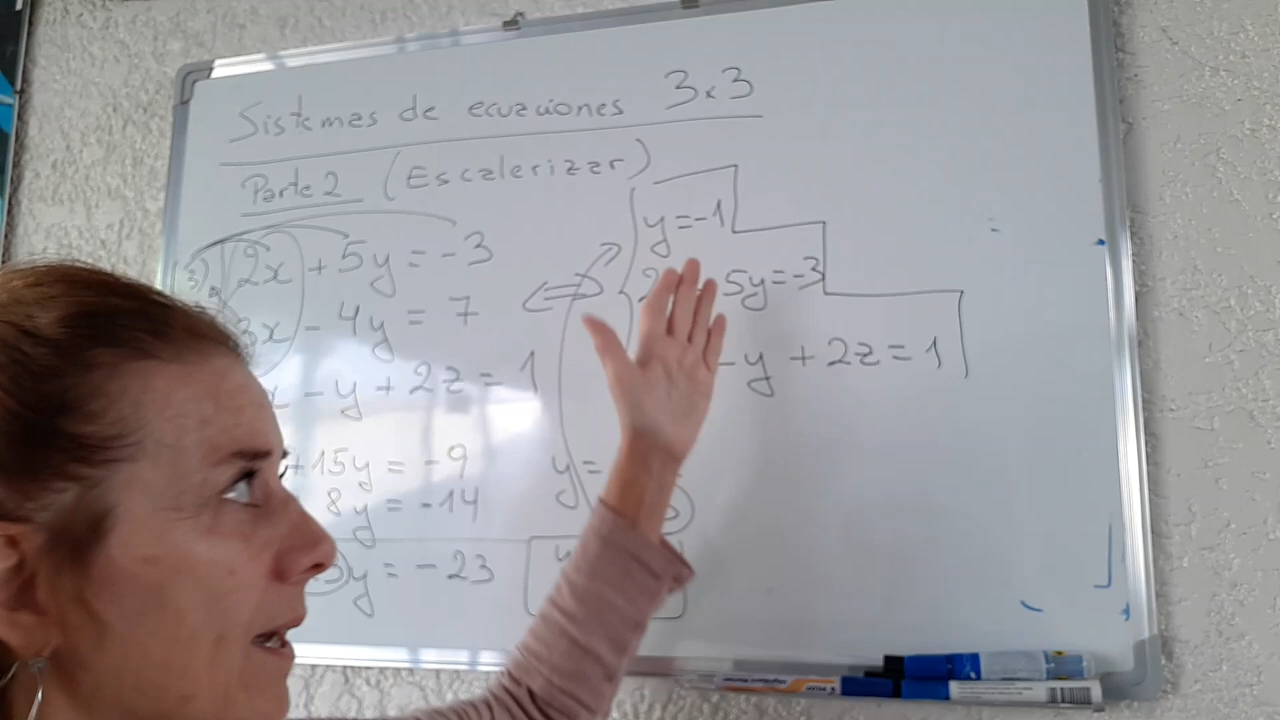 Sistemas de ecuaciones 3x3
Parte 2 (Escalerizar)
2x + 5y = -3
3x - 4y = 7
x - y + 2z = 1
+15y = -9
8y = -14
y = -23
y =
y = -1
2 5y = -3
- y + 2z = 1